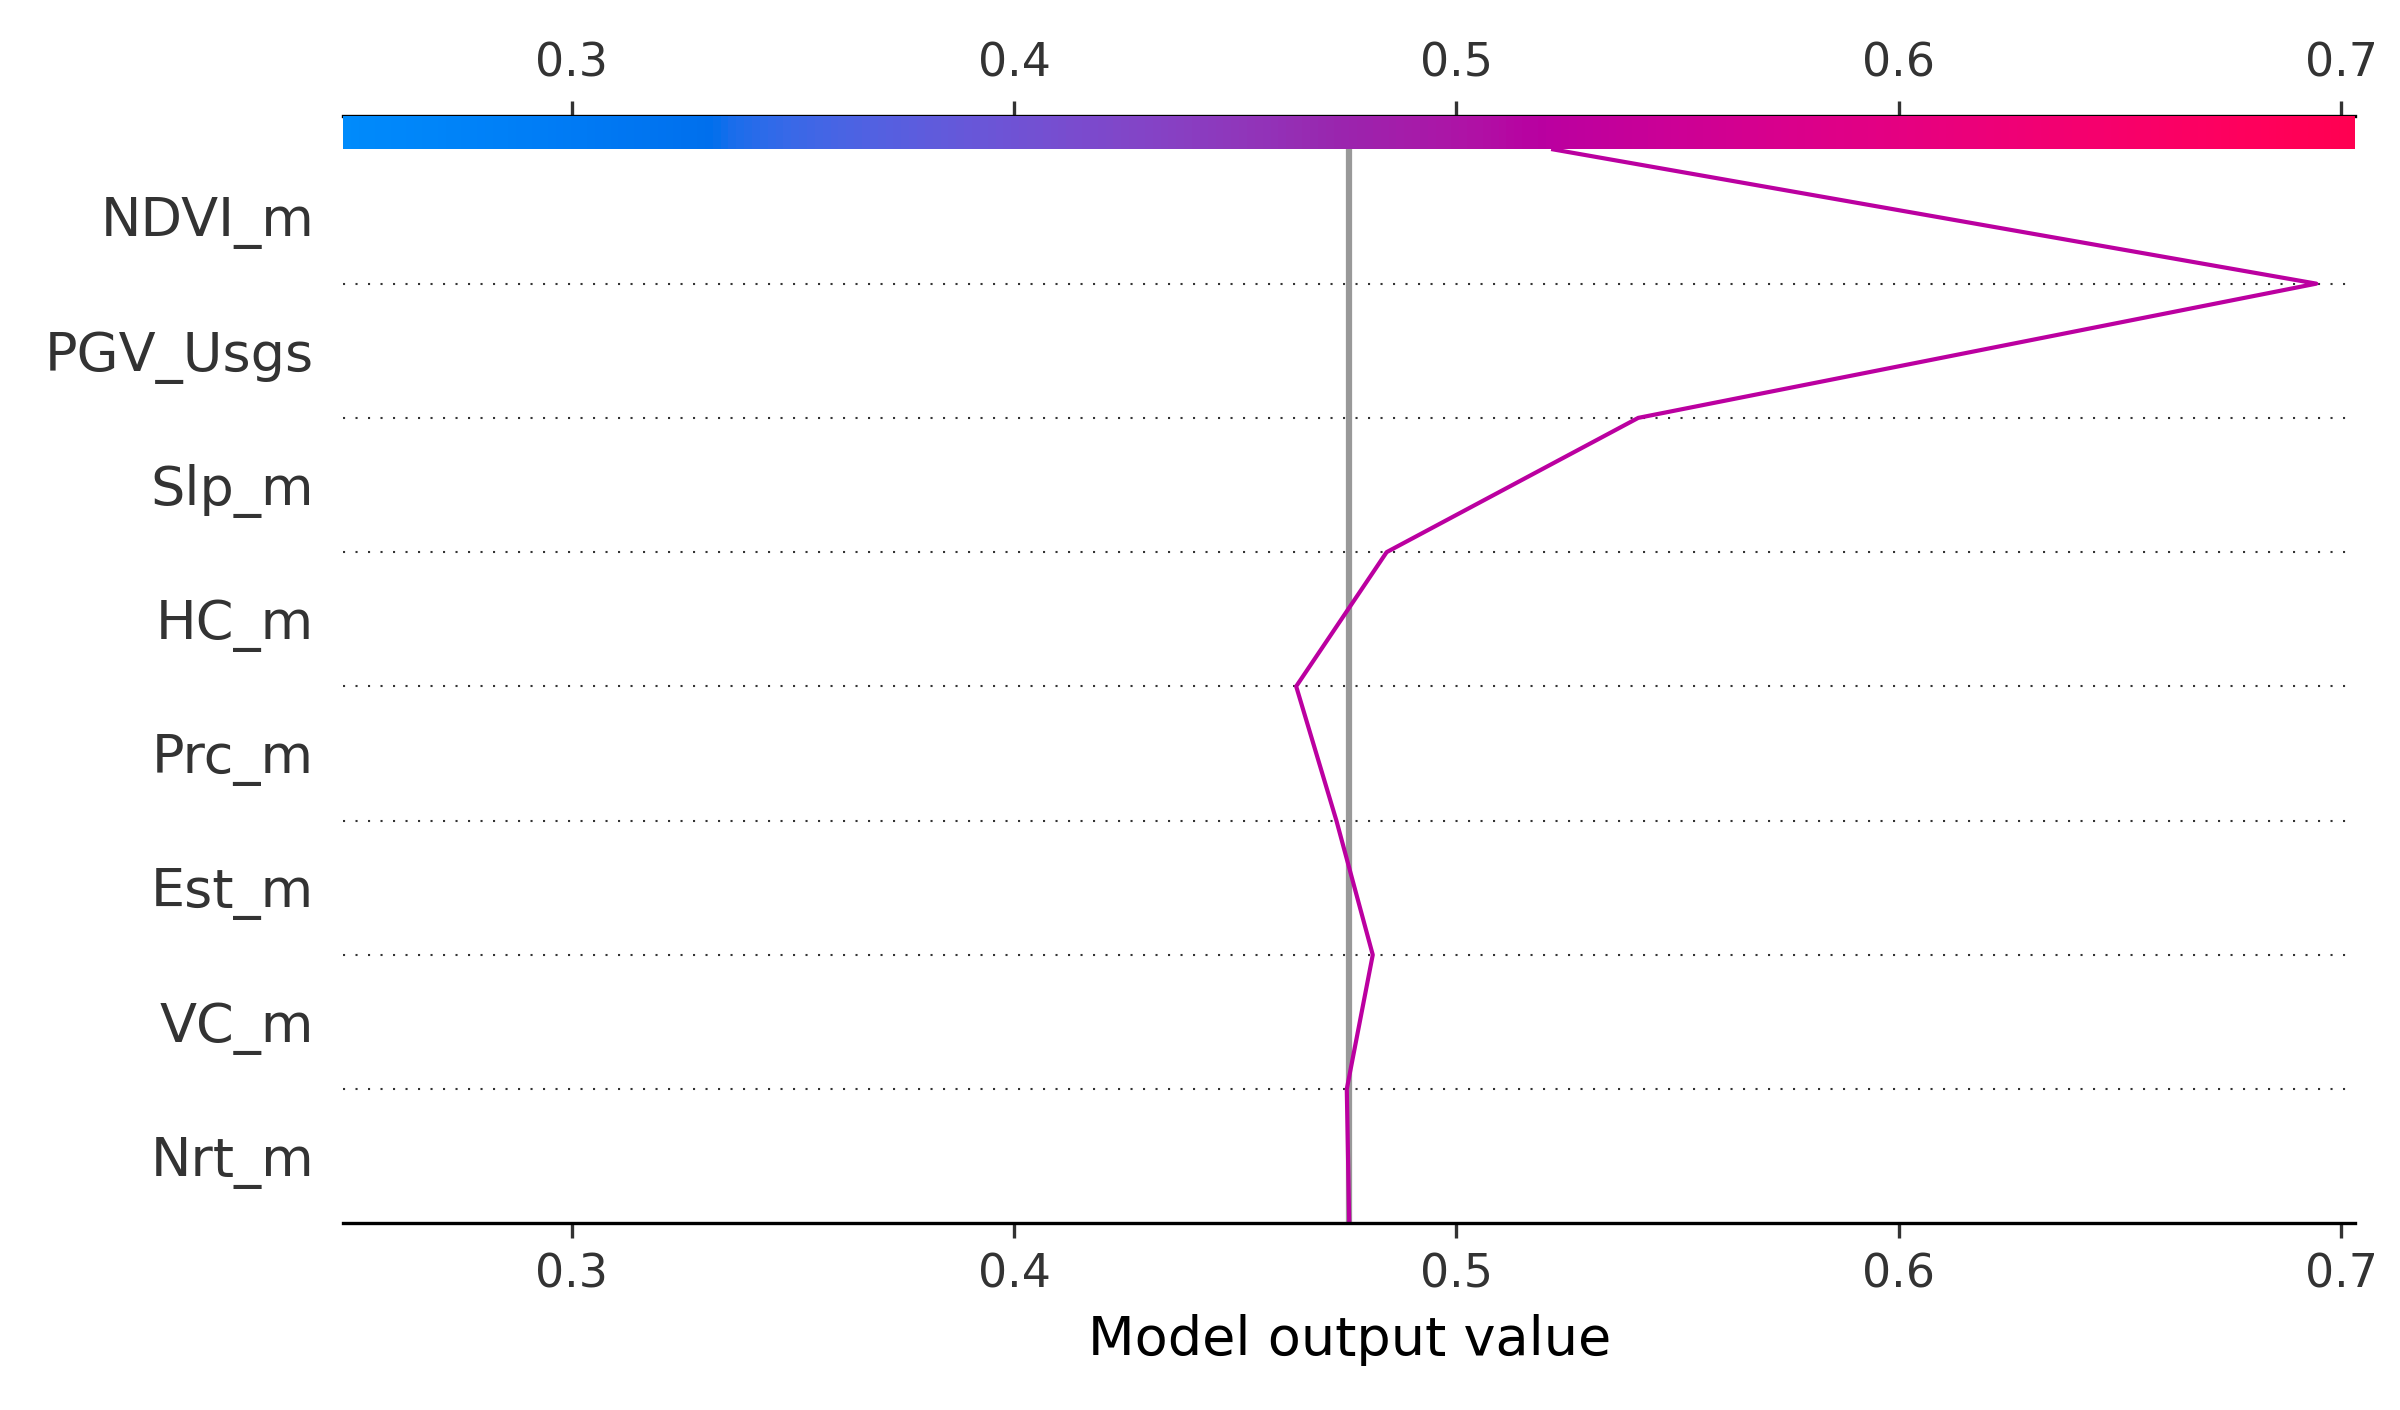 0.3 0.4 0.5 0.6 0.7
NDVI_m
PGV_Usgs
Slp_m
HC_m
Prc_m
Est_m
VC_m
Nrt_m
0.3 0.4 0.5 0.6 0.7
Model output value